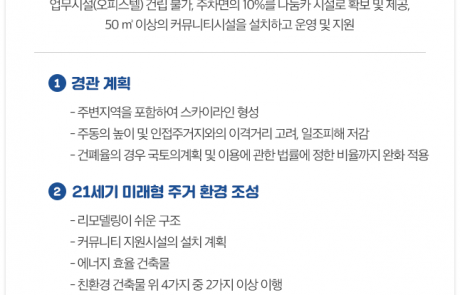 업무시설(오피스텔) 건립 불가, 주차면의 10%를 나눔카 시설로 확보 및 제공,
50㎡ 이상의 커뮤니티시설을 설치하고 운영 및 지원
1 경관 계획
- 주변지역을 포함하여 스카이라인 형성
- 주동의 높이 및 인접주거지와의 이격거리 고려, 일조피해 저감
- 건폐율의 경우 국토의계획 및 이용에 관한 법률에 정한 비율까지 완화 적용
2 21세기 미래형 주거 환경 조성
- 리모델링이 쉬운 구조
- 커뮤니티 지원시설의 설치 계획
- 에너지 효율 건축물
- 친환경 건축물 위 4가지 중 2가지 이상 이행